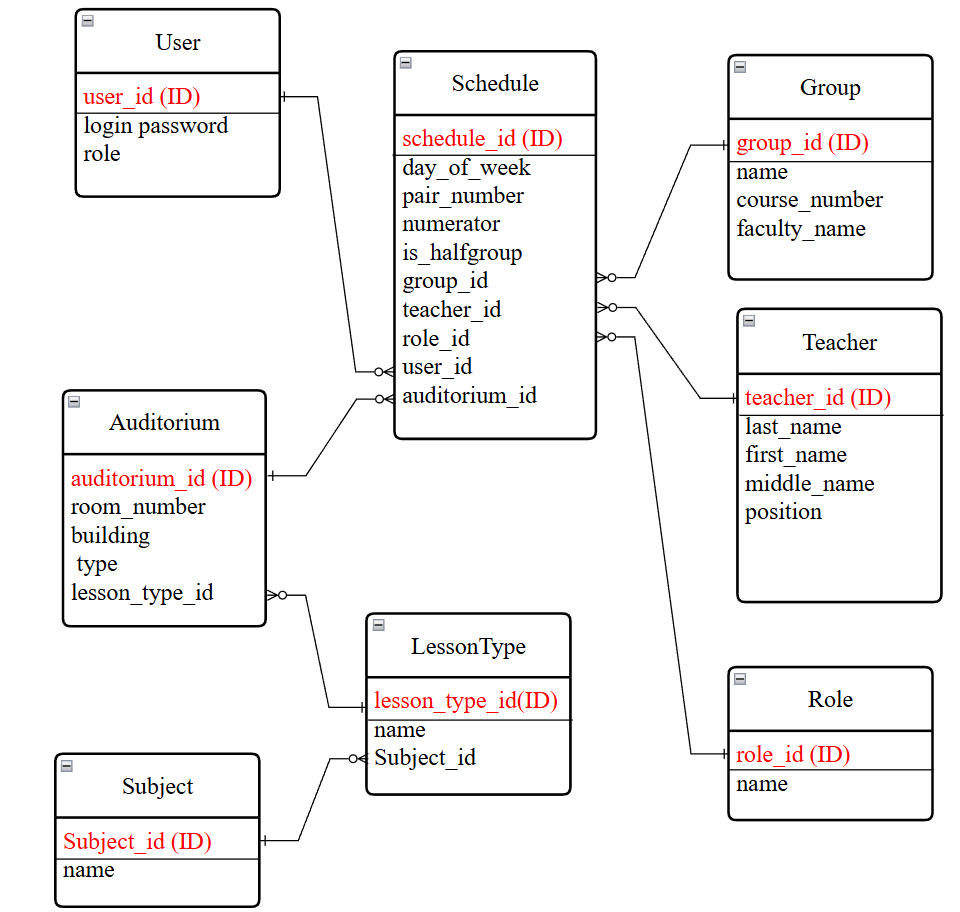 User
user_id (ID)
login password
role
Schedule
schedule_id (ID)
day_of_week
pair_number
numerator
is_halfgroup
group_id
teacher_id
role_id
user_id
auditorium_id
Group
group_id (ID)
name
course_number
faculty_name
Teacher
teacher_id (ID)
last_name
first_name
middle_name
position
Auditorium
auditorium_id (ID)
room_number
building
type
lesson_type_id
LessonType
lesson_type_id(ID)
name
Subject_id
Role
role_id (ID)
name
Subject
Subject_id (ID)
name